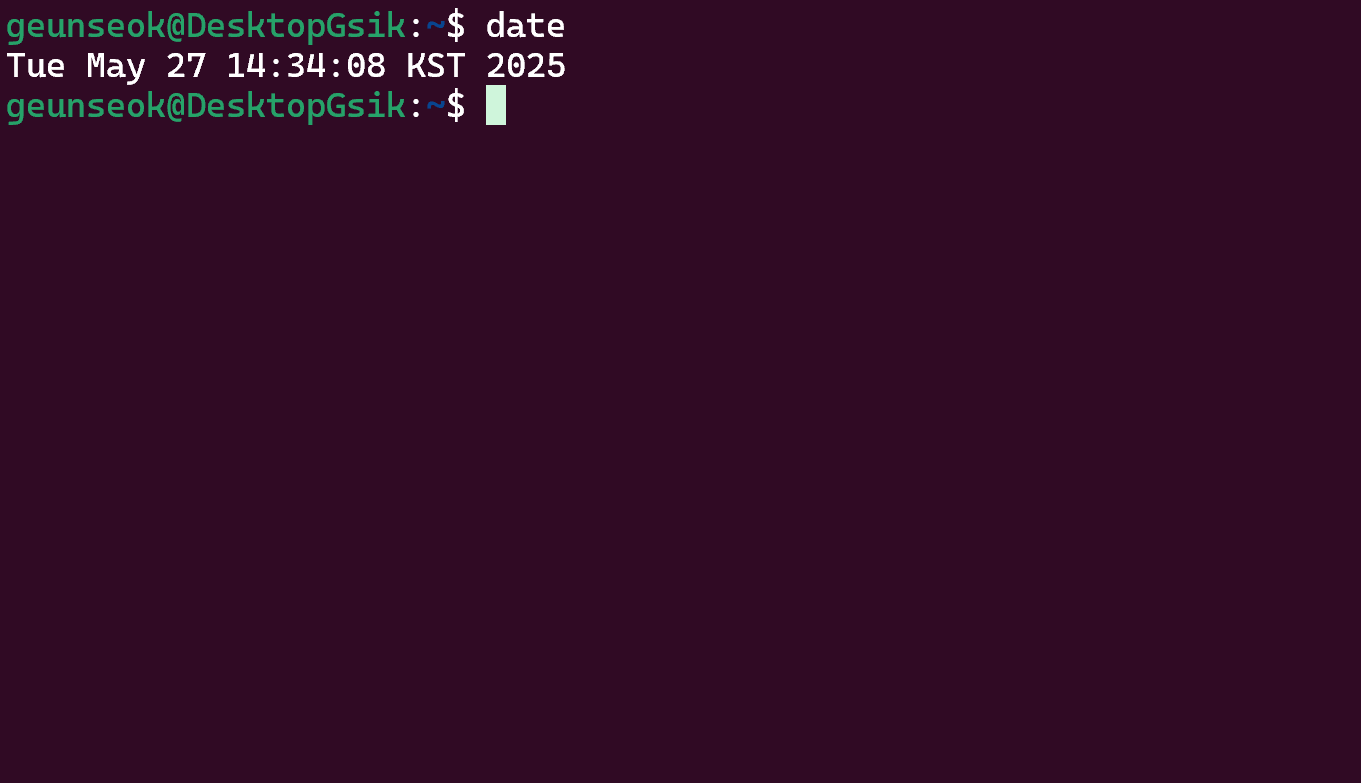 geunseok@DesktopGsik:~$ date
Tue May 27 14:34:08 KST 2025
geunseok@DesktopGsik:~$